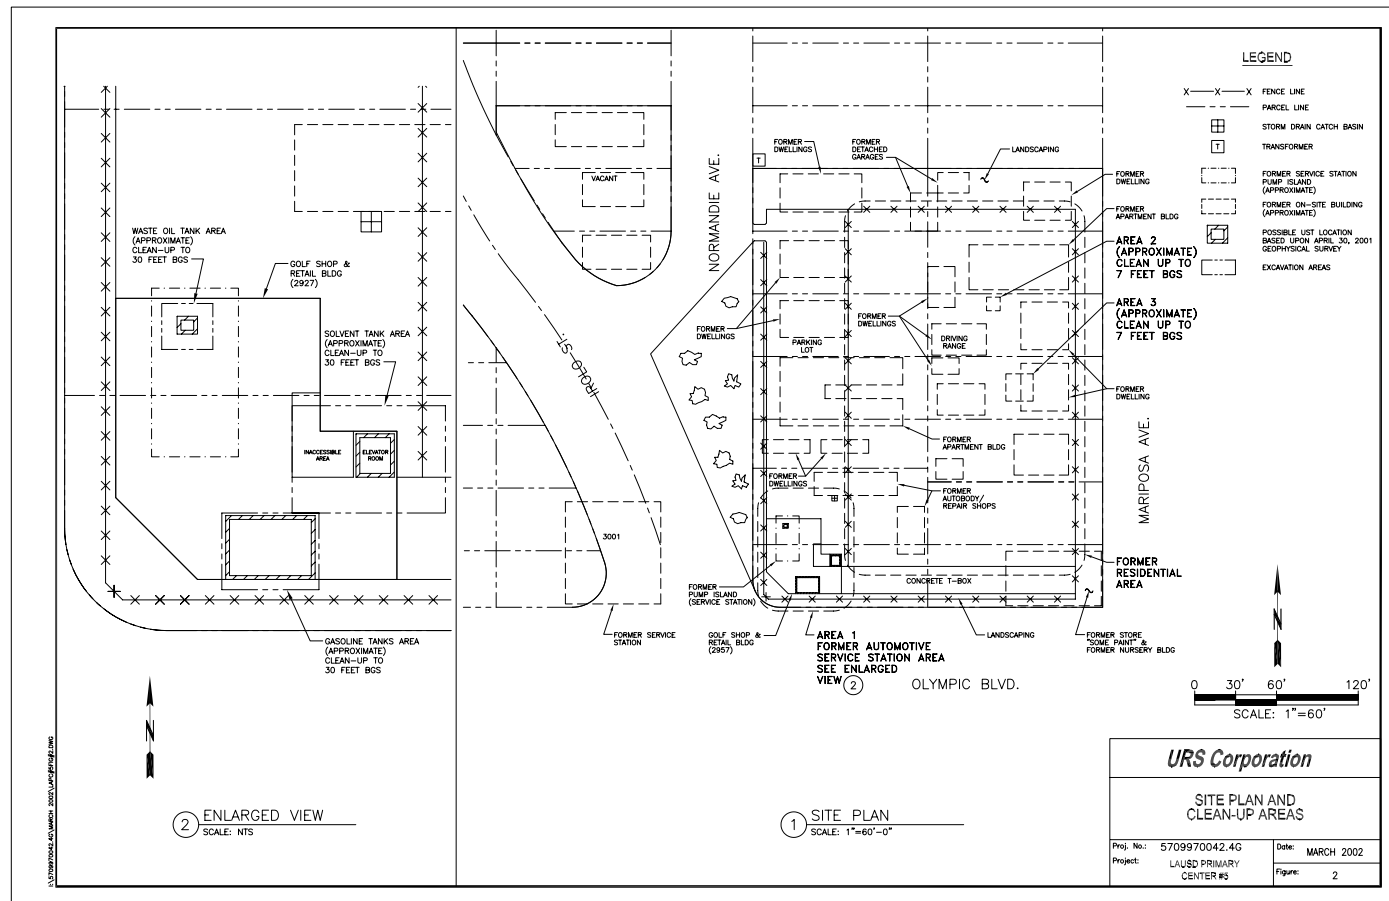 WASTE OIL TANK AREA
(APPROXIMATE)
CLEAN-UP TO
30 FEET BGS
GOLF SHOP &
RETAIL BLDG
(2927)
SOLVENT TANK AREA
(APPROXIMATE)
CLEAN-UP TO
30 FEET BGS
INACCESSIBLE
AREA
ELEVATOR
ROOM
GASOLINE TANKS AREA
(APPROXIMATE)
CLEAN-UP TO
30 FEET BGS
N
2
ENLARGED VIEW
SCALE: NTS
VACANT
NORMANDIE AVE.
IROLO ST.
3001
FORMER SERVICE
STATION
T
FORMER
DWELLINGS
FORMER
DETACHED
GARAGES
LANDSCAPING
FORMER
DWELLING
FORMER
APARTMENT BLDG
AREA 2
(APPROXIMATE)
CLEAN UP TO
7 FEET BGS
AREA 3
(APPROXIMATE)
CLEAN UP TO
7 FEET BGS
FORMER
DWELLINGS
PARKING
LOT
FORMER
DWELLINGS
DRIVING
RANGE
FORMER
DWELLING
FORMER
APARTMENT BLDG
FORMER
DWELLINGS
FORMER
AUTOBODY/
REPAIR SHOPS
MARIPOSA AVE.
FORMER
RESIDENTIAL
AREA
FORMER
PUMP ISLAND
(SERVICE STATION)
CONCRETE T-BOX
GOLF SHOP &
RETAIL BLDG
(2957)
AREA 1
FORMER AUTOMOTIVE
SERVICE STATION AREA
SEE ENLARGED
VIEW 2
LANDSCAPING
FORMER STORE
"SOME PAINT" &
FORMER NURSERY BLDG
OLYMPIC BLVD.
1
SITE PLAN
SCALE: 1"=60'-0"
LEGEND
X X X FENCE LINE
PARCEL LINE
STORM DRAIN CATCH BASIN
T TRANSFORMER
FORMER SERVICE STATION
PUMP ISLAND
(APPROXIMATE)
FORMER ON-SITE BUILDING
(APPROXIMATE)
POSSIBLE UST LOCATION
BASED UPON APRIL 30, 2001
GEOPHYSICAL SURVEY
EXCAVATION AREAS
N
0 30' 60' 120'
SCALE: 1"=60'
URS Corporation
SITE PLAN AND
CLEAN-UP AREAS
Proj. No.: 5709970042.4G
Date: MARCH 2002
Project: LAUSD PRIMARY
CENTER #5
Figure: 2